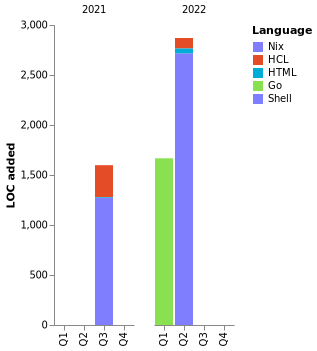 2021 2022
Language
Nix
HCL
HTML
Go
Shell
LOC added
3,000
2,500
2,000
1,500
1,000
500
0
Q1 Q2 Q3 Q4 Q1 Q2 Q3 Q4